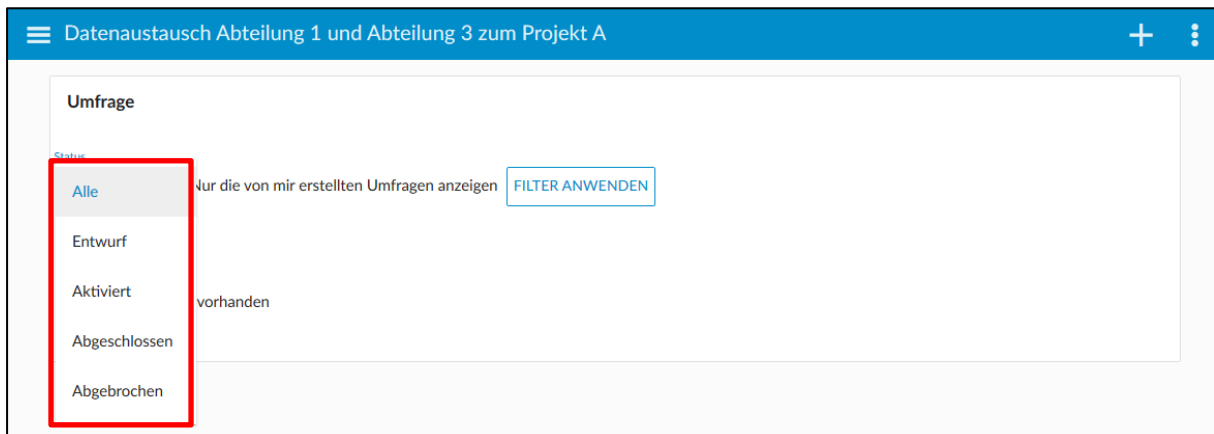 Datenaustausch Abteilung 1 und Abteilung 3 zum Projekt A
Umfrage
Status
Alle
Nur die von mir erstellten Umfragen anzeigen FILTER ANWENDEN
Entwurf
Aktiviert
vorhanden
Abgeschlossen
Abgebrochen